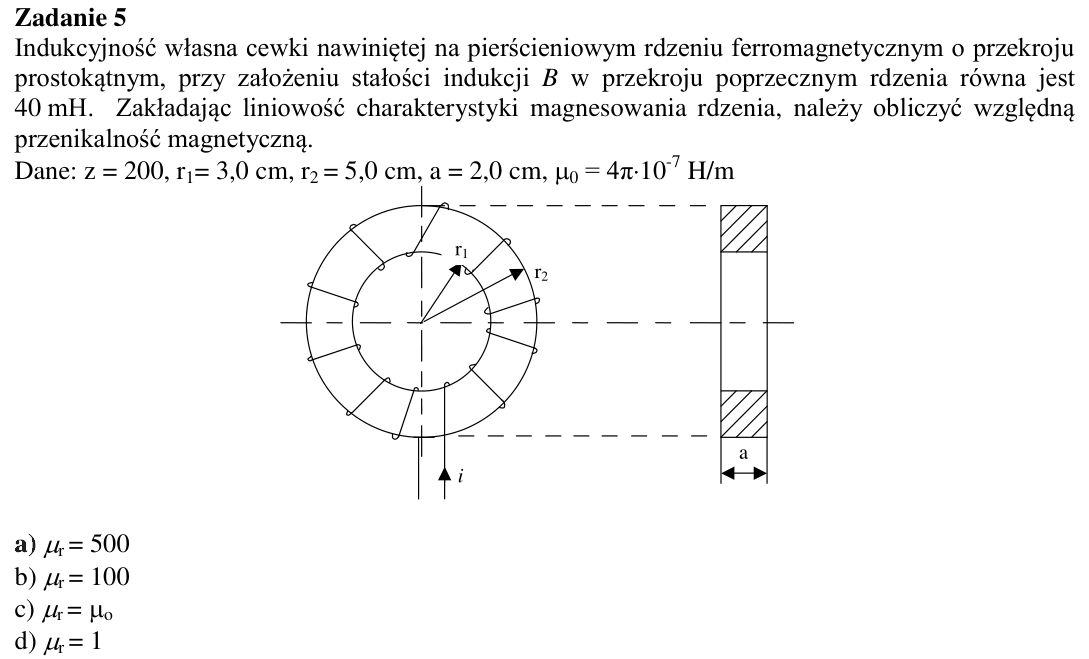 Zadanie 5
Indukcyjność własna cewki nawiniętej na pierścieniowym rdzeniu ferromagnetycznym o przekroju
prostokątnym, przy założeniu stałości indukcji B w przekroju poprzecznym rdzenia równa jest
40 mH. Zakładając liniowość charakterystyki magnesowania rdzenia, należy obliczyć względną
przenikalność magnetyczną.
Dane: z = 200, r₁= 3,0 cm, r₂ = 5,0 cm, a = 2,0 cm, μ₀ = 4π·10⁻⁷ H/m
r₁
r₂
a
i
a) μᵣ = 500
b) μᵣ = 100
c) μᵣ = μₒ
d) μᵣ = 1